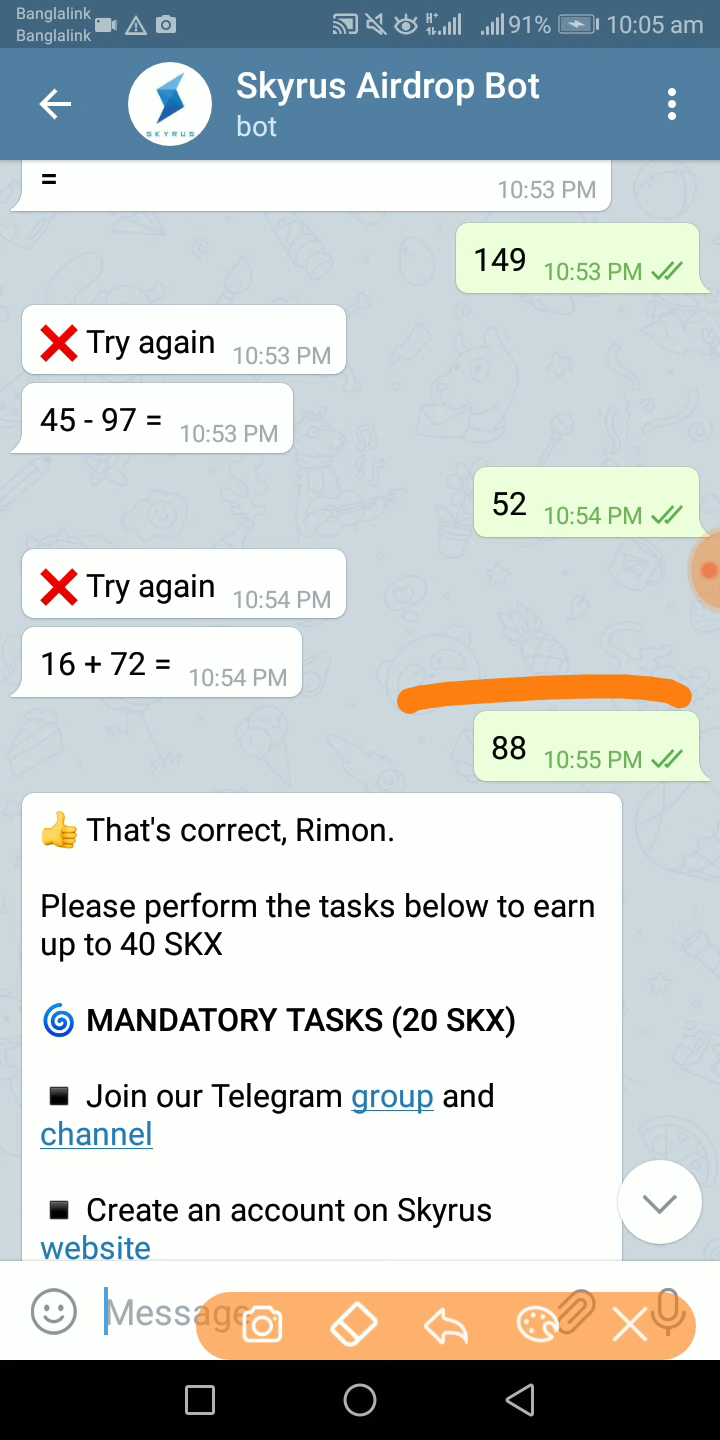 Banglalink
Banglalink
91% 10:05 am
Skyrus Airdrop Bot
SKYRUS
bot
=
10:53 PM
149 10:53 PM
❌ Try again 10:53 PM
45 - 97 = 10:53 PM
52 10:54 PM
❌ Try again 10:54 PM
16 + 72 = 10:54 PM
88 10:55 PM
👍 That's correct, Rimon.
Please perform the tasks below to earn
up to 40 SKX
🌀 MANDATORY TASKS (20 SKX)
▪ Join our Telegram group and
channel
▪ Create an account on Skyrus
website
Message